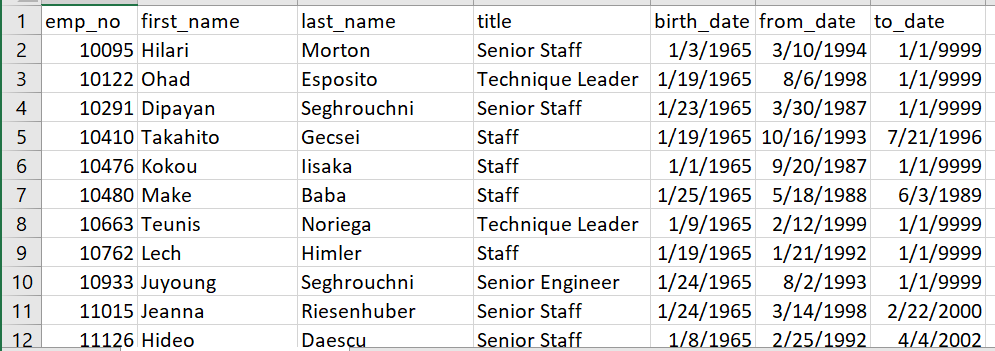 1 emp_no first_name last_name title birth_date from_date to_date
2 10095 Hilari Morton Senior Staff 1/3/1965 3/10/1994 1/1/9999
3 10122 Ohad Esposito Technique Leader 1/19/1965 8/6/1998 1/1/9999
4 10291 Dipayan Seghrouchni Senior Staff 1/23/1965 3/30/1987 1/1/9999
5 10410 Takahito Gecsei Staff 1/19/1965 10/16/1993 7/21/1996
6 10476 Kokou Iisaka Staff 1/1/1965 9/20/1987 1/1/9999
7 10480 Make Baba Staff 1/25/1965 5/18/1988 6/3/1989
8 10663 Teunis Noriega Technique Leader 1/9/1965 2/12/1999 1/1/9999
9 10762 Lech Himler Staff 1/19/1965 1/21/1992 1/1/9999
10 10933 Juyoung Seghrouchni Senior Engineer 1/24/1965 8/2/1993 1/1/9999
11 11015 Jeanna Riesenhuber Senior Staff 1/24/1965 3/14/1998 2/22/2000
12 11126 Hideo Daescu Senior Staff 1/8/1965 2/25/1992 4/4/2002